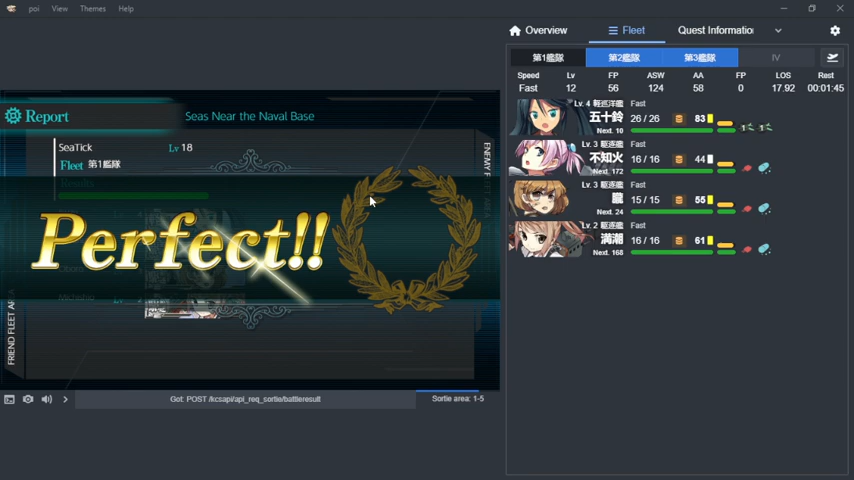 poi View Themes Help
Overview Fleet Quest Informatio
第1艦隊 第2艦隊 第3艦隊 IV
Speed Lv FP ASW AA FP LOS Rest
Fast 12 56 124 58 0 17.92 00:01:45
Lv. 4 軽巡洋艦 Fast
五十鈴 26 / 26 83
Next. 10
Lv. 3 駆逐艦 Fast
不知火 16 / 16 44
Next. 172
Lv. 3 駆逐艦 Fast
朧 15 / 15 55
Next. 24
Lv. 2 駆逐艦 Fast
満潮 16 / 16 61
Next. 168
Report
Seas Near the Naval Base
SeaTick Lv 18
Fleet 第1艦隊
Results
Perfect!!
Oboro
Michishio
FRIEND FLEET AREA
ENEMY FLEET AREA
Got: POST /kcsapi/api_req_sortie/battleresult
Sortie area: 1-5